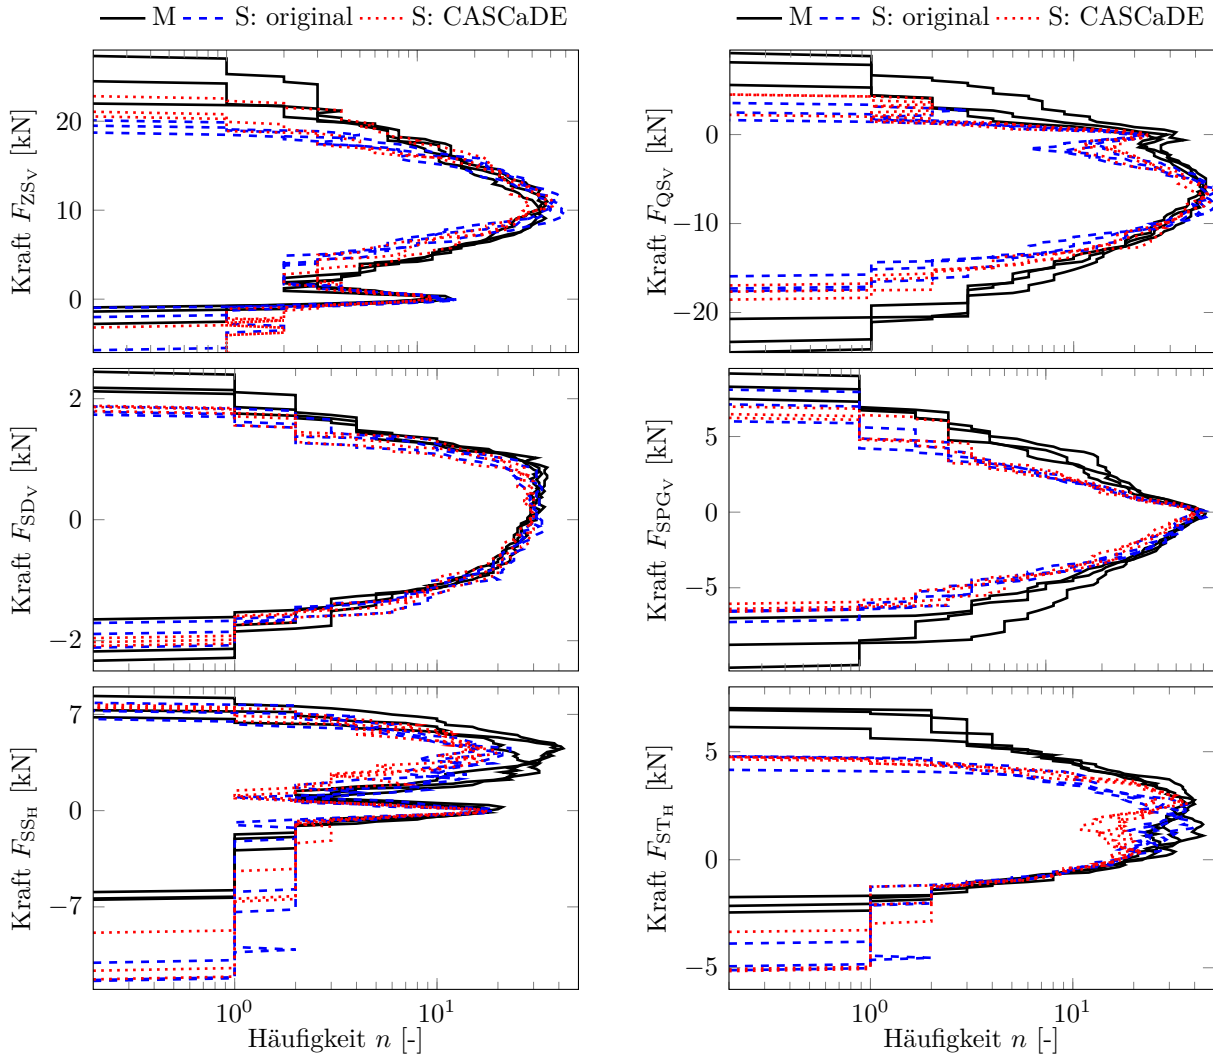 M S: original S: CASCaDE
M S: original S: CASCaDE
20
10
0
Kraft F_ZS_V [kN]
0
−10
−20
Kraft F_QS_V [kN]
2
0
−2
Kraft F_SD_V [kN]
5
0
−5
Kraft F_SPG_V [kN]
7
0
−7
Kraft F_SS_H [kN]
10^0 10^1
Häufigkeit n [-]
5
0
−5
Kraft F_ST_H [kN]
10^0 10^1
Häufigkeit n [-]